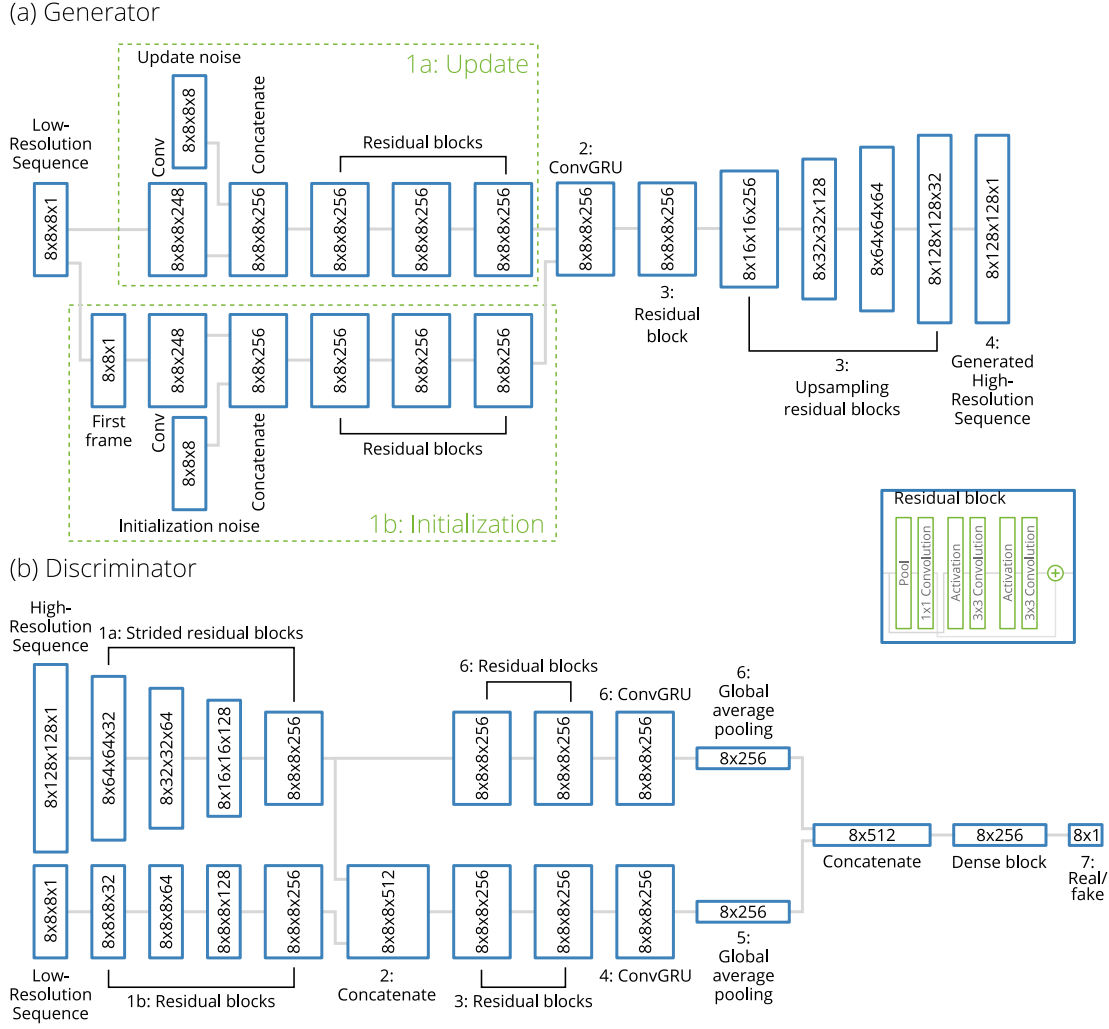 (a) Generator
1a: Update
Update noise
8x8x8x8
Conv
Concatenate
Residual blocks
Low-
Resolution
Sequence
8x8x8x1
8x8x8x248
8x8x8x256
8x8x8x256
8x8x8x256
8x8x8x256
2:
ConvGRU
8x8x8x256
8x8x8x256
3:
Residual
block
8x16x16x256
8x32x32x128
8x64x64x64
8x128x128x32
3:
Upsampling
residual blocks
8x128x128x1
4:
Generated
High-
Resolution
Sequence
8x8x1
First
frame
8x8x248
Conv
8x8x8
Initialization noise
8x8x256
Concatenate
8x8x256
8x8x256
8x8x256
Residual blocks
1b: Initialization
Residual block
Pool
1x1 Convolution
Activation
3x3 Convolution
Activation
3x3 Convolution
+
(b) Discriminator
High-
Resolution
Sequence
8x128x128x1
1a: Strided residual blocks
8x64x64x32
8x32x32x64
8x16x16x128
8x8x8x256
6: Residual blocks
8x8x8x256
8x8x8x256
6: ConvGRU
8x8x8x256
6:
Global
average
pooling
8x256
8x8x8x1
Low-
Resolution
Sequence
8x8x8x32
8x8x8x64
8x8x8x128
8x8x8x256
1b: Residual blocks
8x8x8x512
2:
Concatenate
8x8x8x256
8x8x8x256
3: Residual blocks
8x8x8x256
4: ConvGRU
8x256
5:
Global
average
pooling
8x512
Concatenate
8x256
Dense block
8x1
7:
Real/
fake